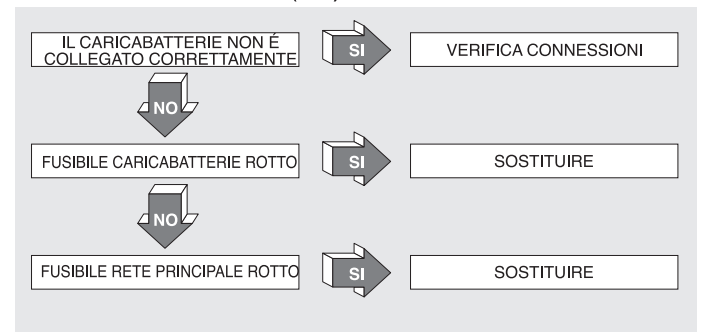 IL CARICABATTERIE NON É
COLLEGATO CORRETTAMENTE
SI
VERIFICA CONNESSIONI
NO
FUSIBILE CARICABATTERIE ROTTO
SI
SOSTITUIRE
NO
FUSIBILE RETE PRINCIPALE ROTTO
SI
SOSTITUIRE